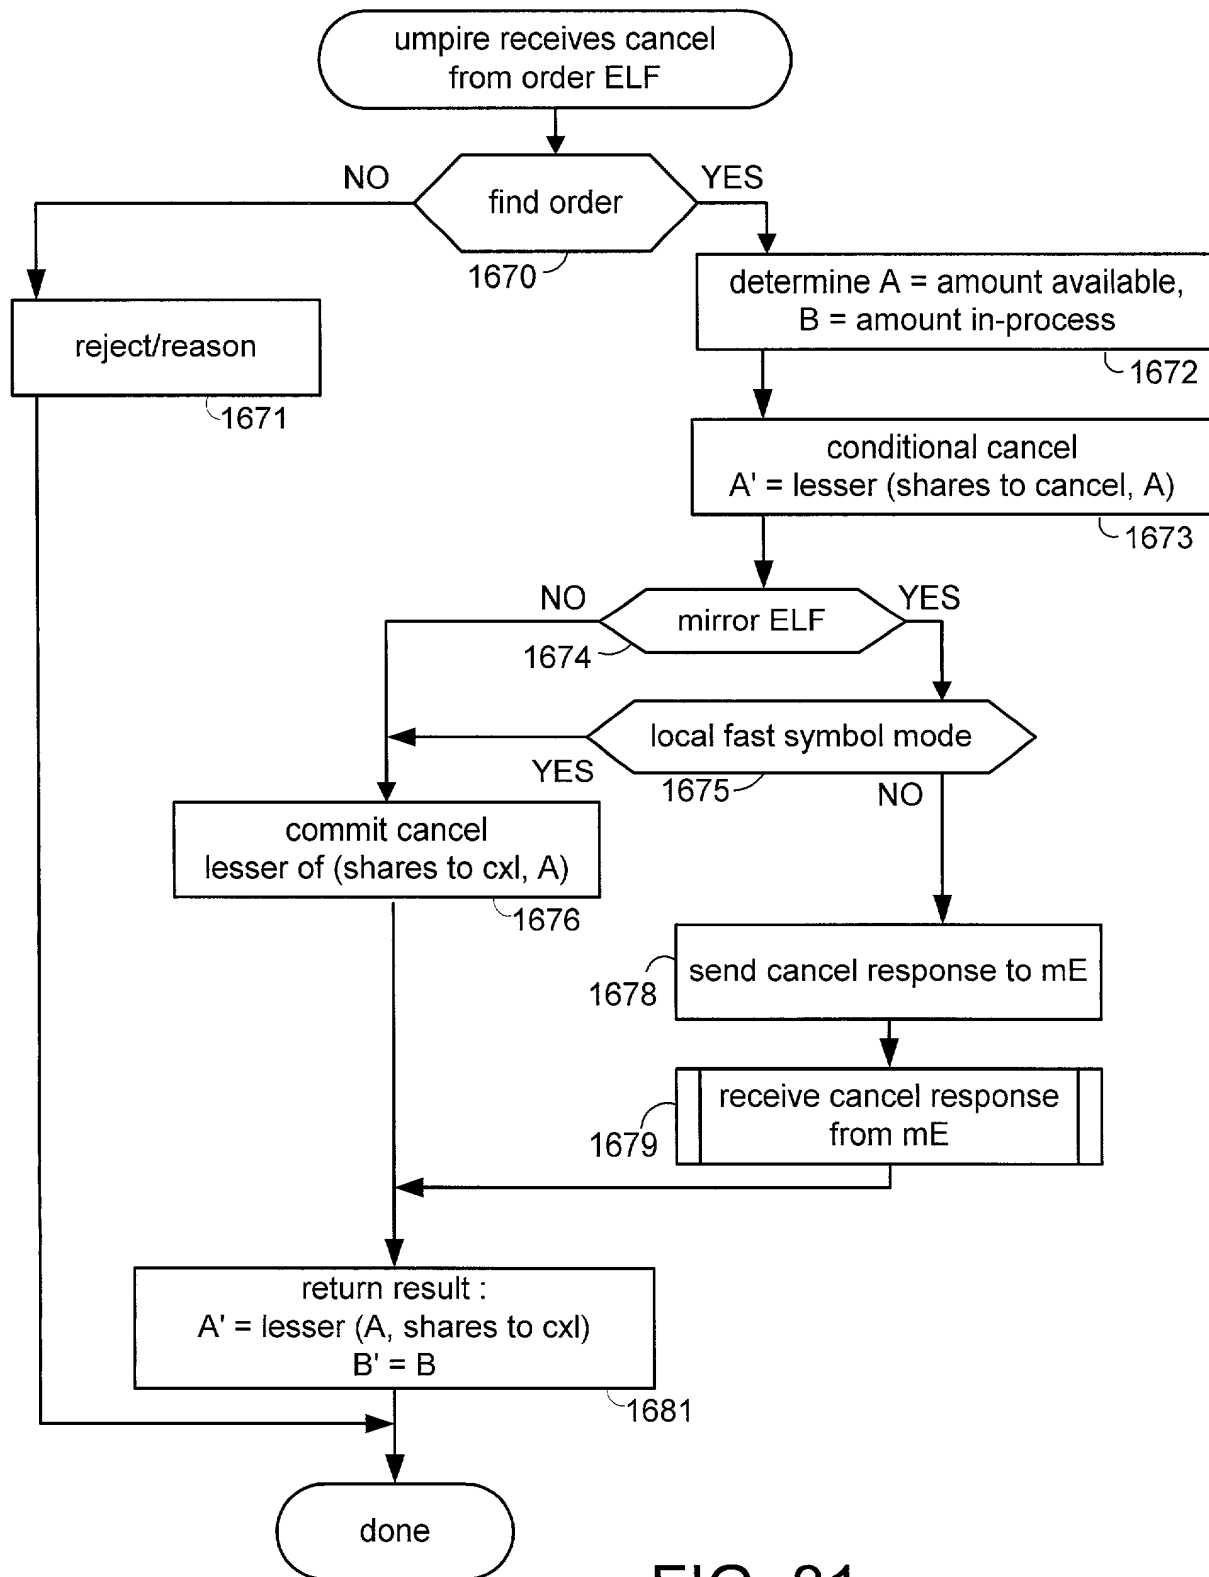 umpire receives cancel
from order ELF
NO
YES
find order
1670
determine A = amount available,
B = amount in-process
1672
reject/reason
1671
conditional cancel
A' = lesser (shares to cancel, A)
1673
NO
YES
mirror ELF
1674
local fast symbol mode
YES
1675
NO
commit cancel
lesser of (shares to cxl, A)
1676
send cancel response to mE
1678
receive cancel response
from mE
1679
return result :
A' = lesser (A, shares to cxl)
B' = B
1681
done